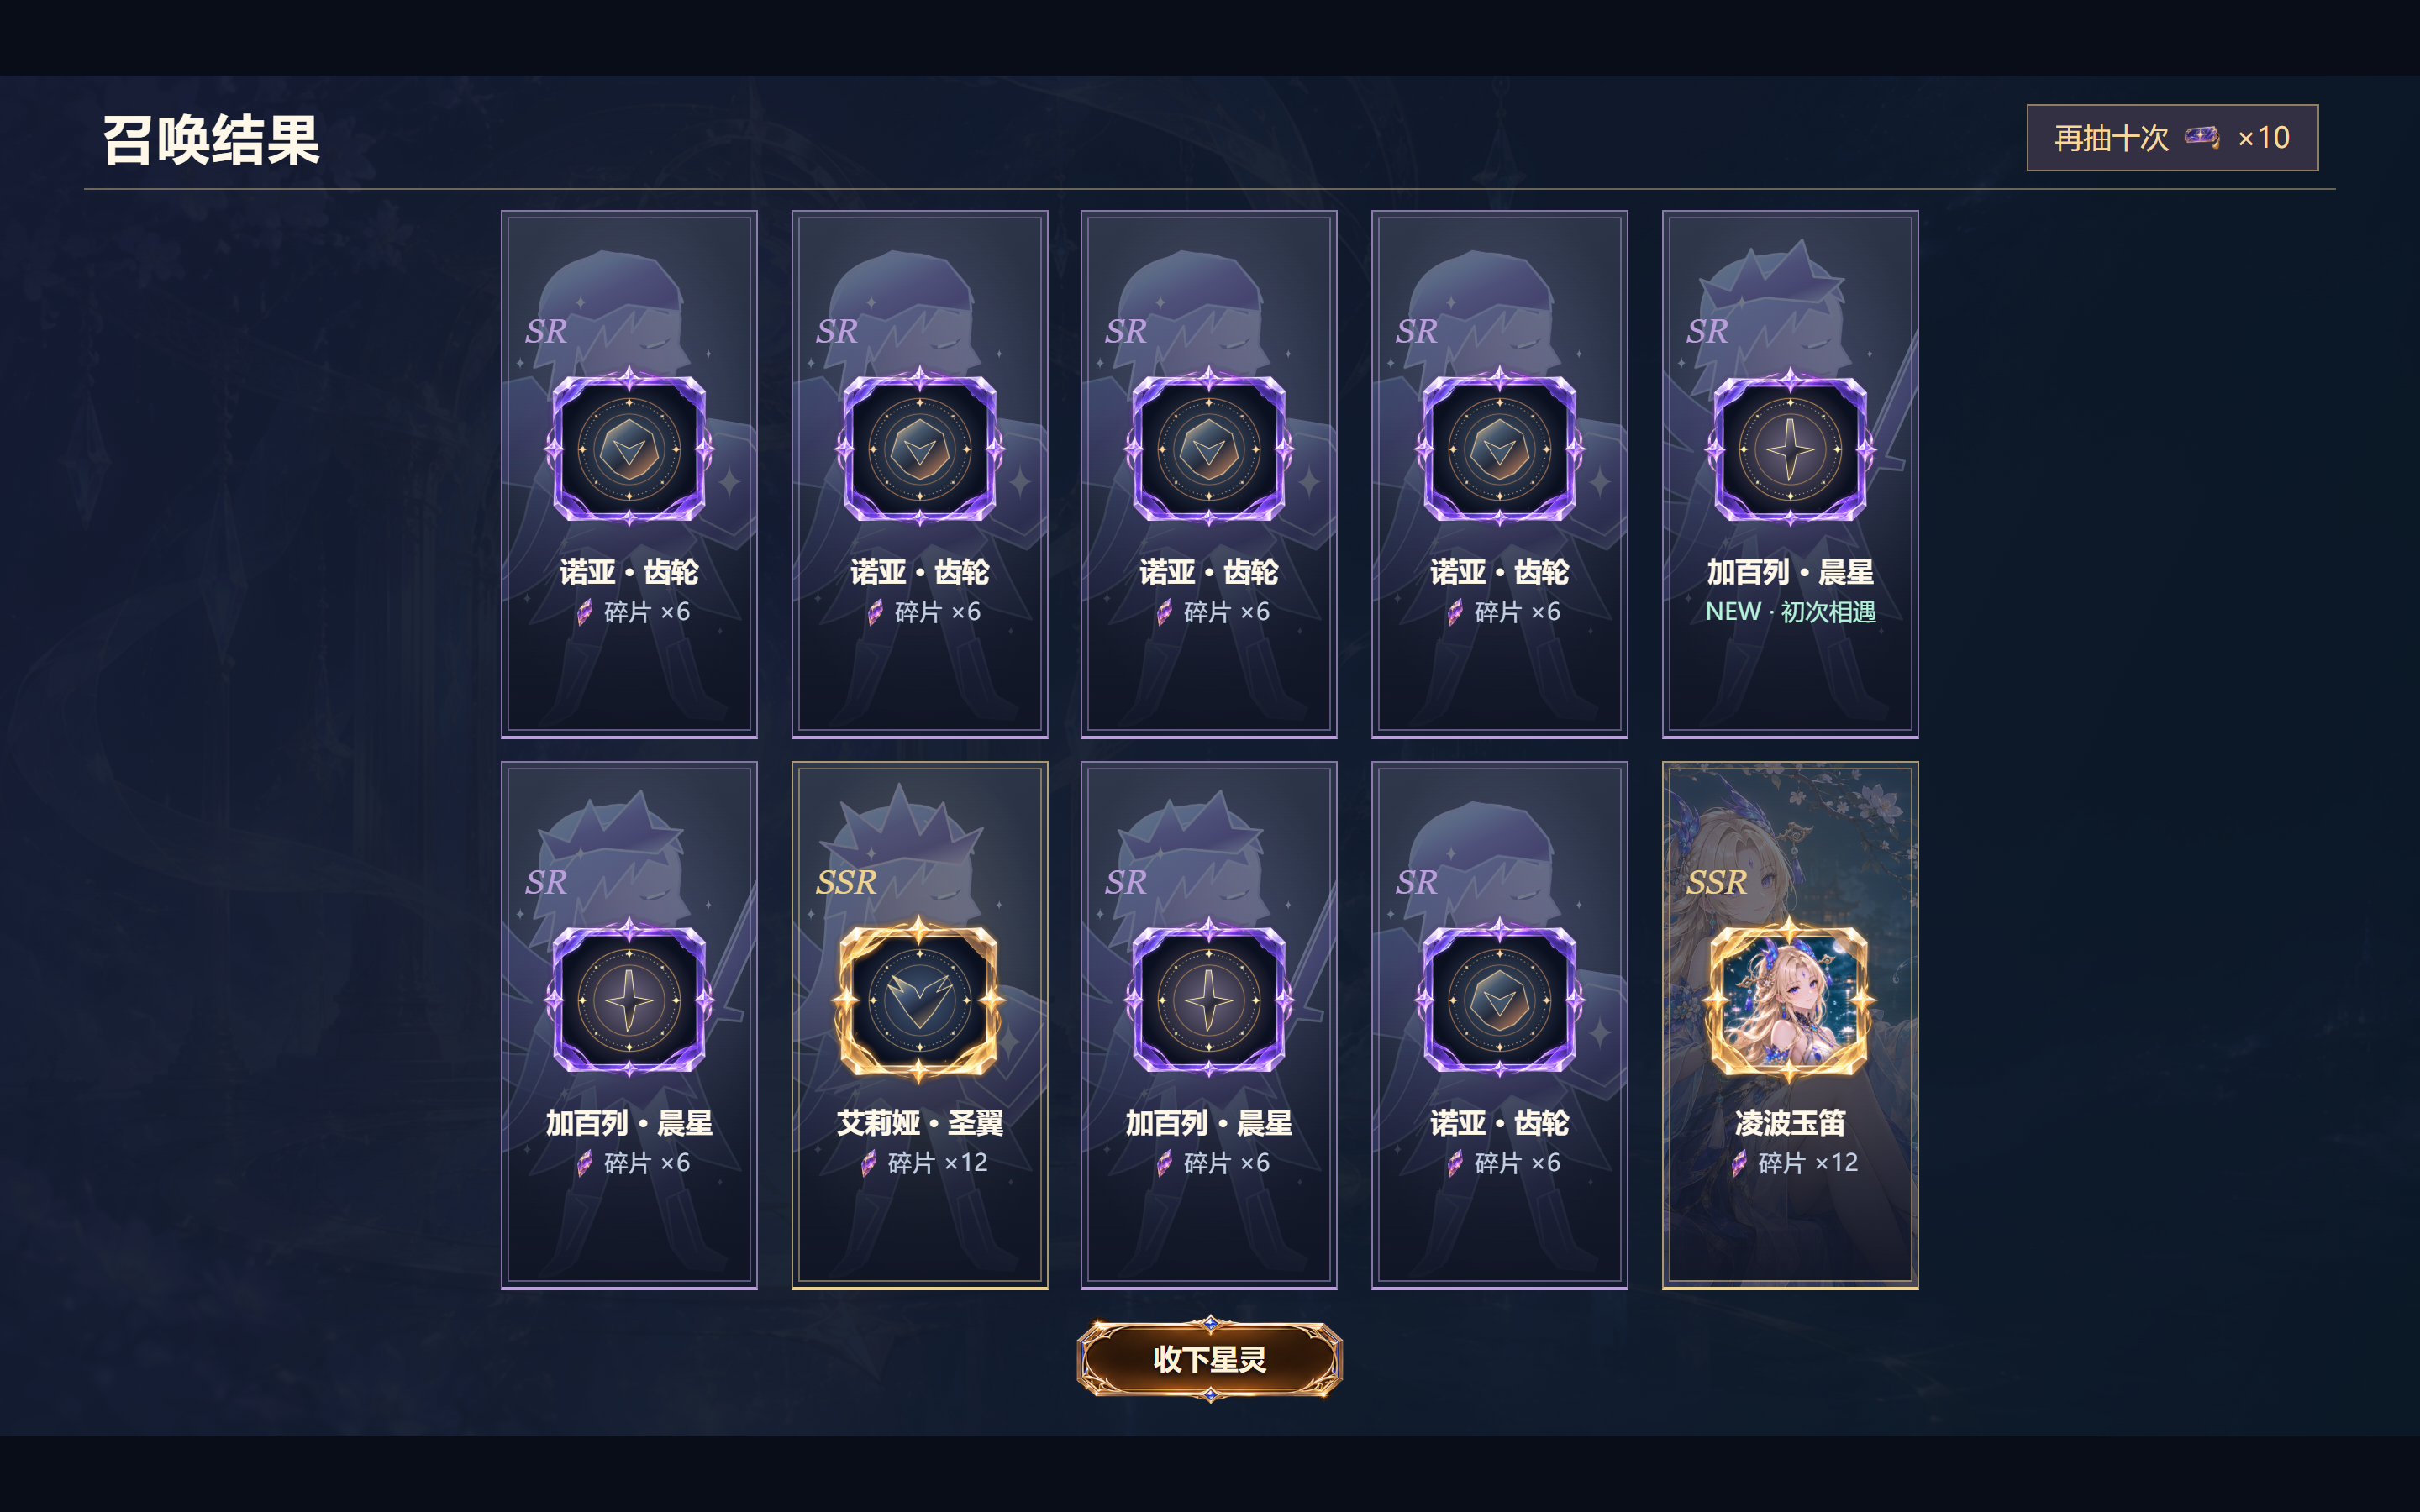 召唤结果
再抽十次 ×10
SR
诺亚·齿轮
碎片 ×6
SR
诺亚·齿轮
碎片 ×6
SR
诺亚·齿轮
碎片 ×6
SR
诺亚·齿轮
碎片 ×6
SR
加百列·晨星
NEW · 初次相遇
SR
加百列·晨星
碎片 ×6
SSR
艾莉娅·圣翼
碎片 ×12
SR
加百列·晨星
碎片 ×6
SR
诺亚·齿轮
碎片 ×6
SSR
凌波玉笛
碎片 ×12
收下星灵